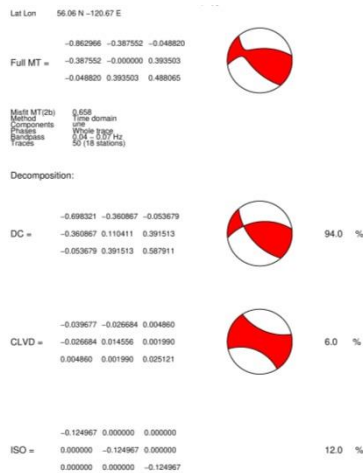 Lat Lon 56.06 N −120.67 E
−0.862966 −0.387552 −0.048820
Full MT = −0.387552 −0.000000 0.393503
−0.048820 0.393503 0.488065
Misfit MT(2b) 0.658
Method Time domain
Components une
Phases Whole trace
Bandpass 0.04 − 0.07 Hz
Traces 50 (18 stations)
Decomposition:
−0.698321 −0.360867 −0.053679
DC = −0.360867 0.110411 0.391513 94.0 %
−0.053679 0.391513 0.587911
−0.039677 −0.026684 0.004860
CLVD = −0.026684 0.014556 0.001990 6.0 %
0.004860 0.001990 0.025121
−0.124967 0.000000 0.000000
ISO = 0.000000 −0.124967 0.000000 12.0 %
0.000000 0.000000 −0.124967